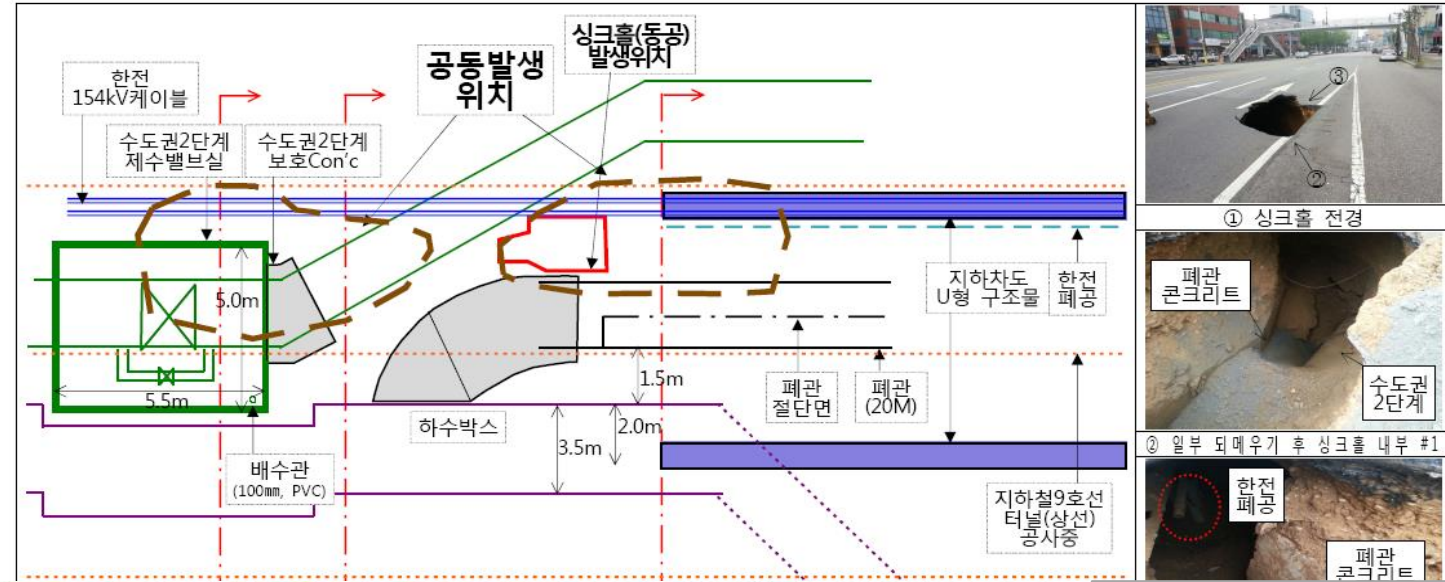 한전
154kV케이블
수도권2단계
제수밸브실
수도권2단계
보호Con'c
공동발생
위치
싱크홀(동공)
발생위치
5.0m
5.5m
배수관
(100㎜, PVC)
하수박스
3.5m
2.0m
1.5m
폐관
절단면
폐관
(20M)
지하차도
U형 구조물
한전
폐공
지하철9호선
터널(상선)
공사중
③
②
① 싱크홀 전경
폐관
콘크리트
수도권
2단계
② 일부 되메우기 후 싱크홀 내부 #1
한전
폐공
폐관
콘크리트